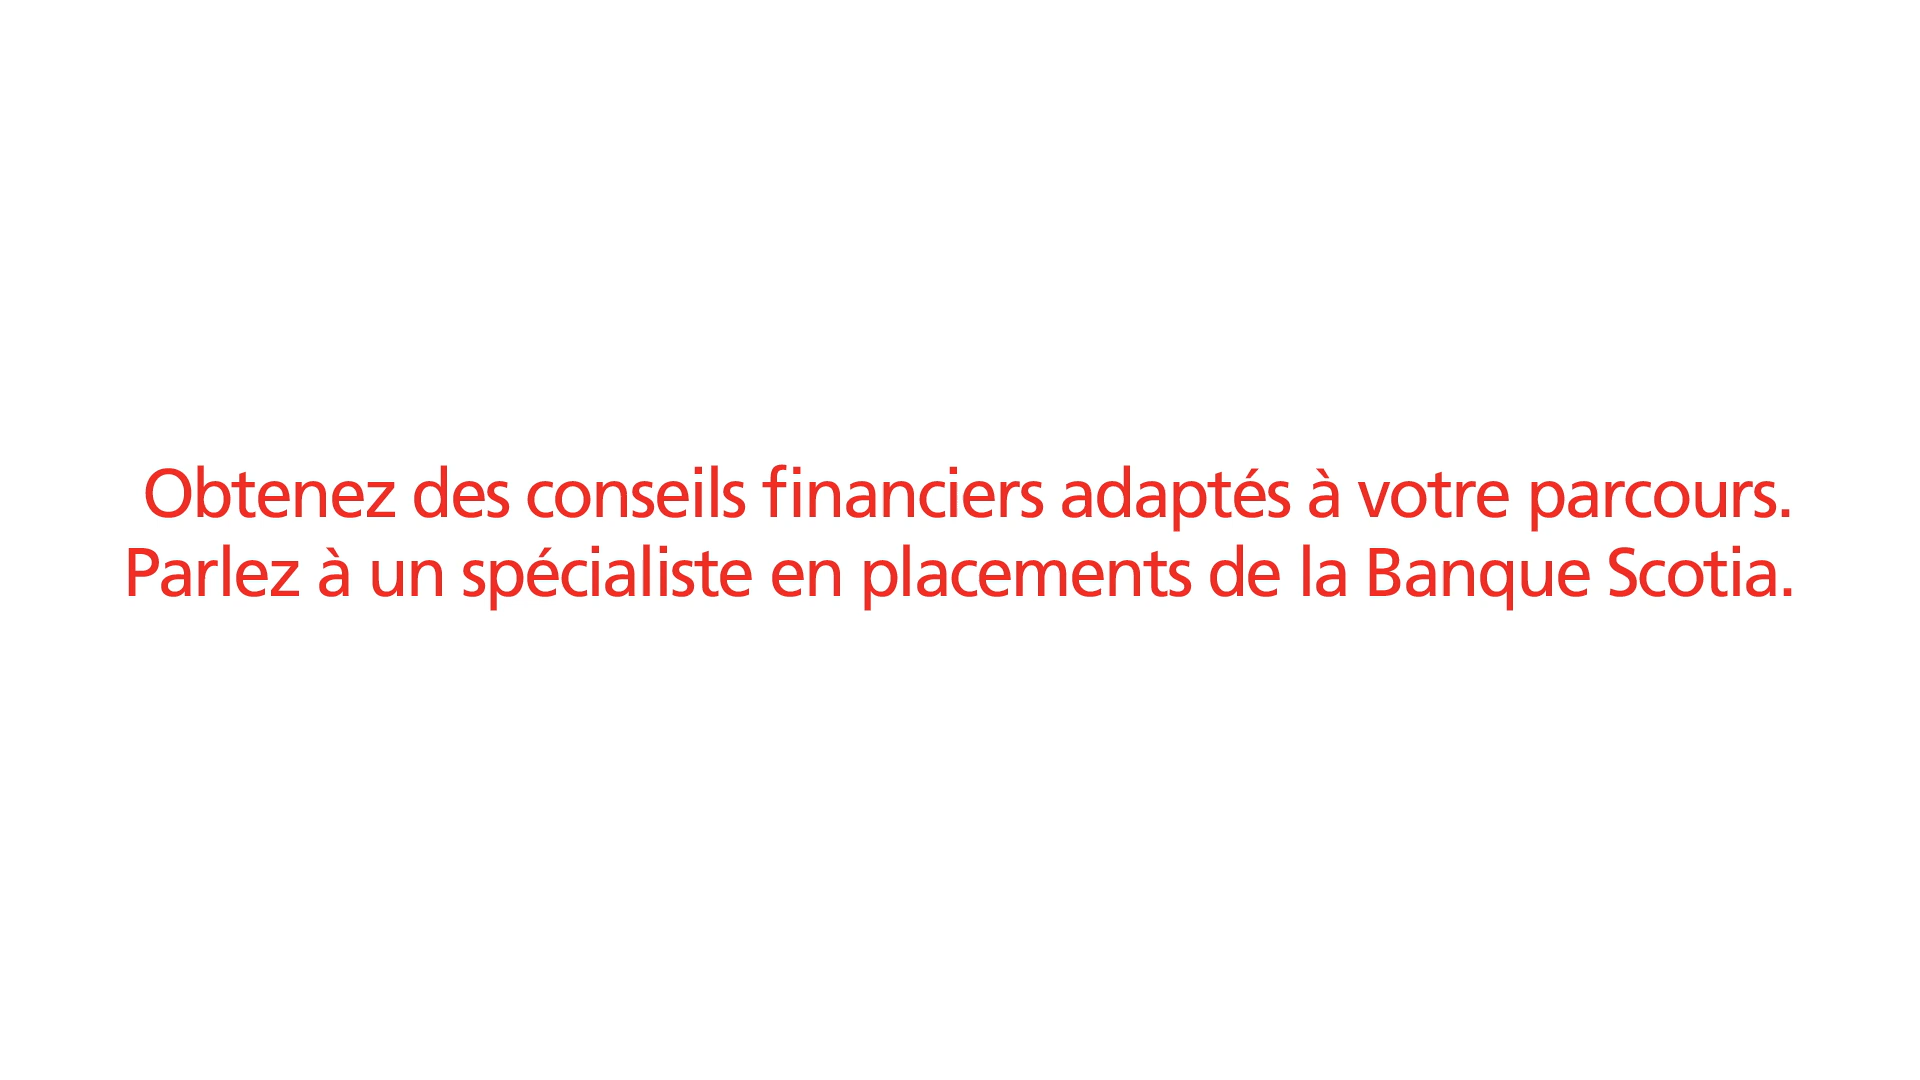 Obtenez des conseils financiers adaptés à votre parcours.
Parlez à un spécialiste en placements de la Banque Scotia.